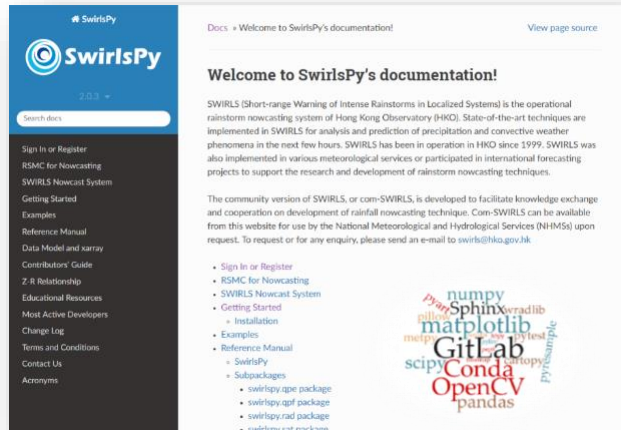 SwirlsPy
SwirlsPy
2.0.3
Search docs
Sign In or Register
RSMC for Nowcasting
SWIRLS Nowcast System
Getting Started
Examples
Reference Manual
Data Model and xarray
Contributors' Guide
Z-R Relationship
Educational Resources
Most Active Developers
Change Log
Terms and Conditions
Contact Us
Acronyms
Docs » Welcome to SwirlsPy's documentation!
View page source
Welcome to SwirlsPy's documentation!
SWIRLS (Short-range Warning of Intense Rainstorms in Localized Systems) is the operational
rainstorm nowcasting system of Hong Kong Observatory (HKO). State-of-the-art techniques are
implemented in SWIRLS for analysis and prediction of precipitation and convective weather
phenomena in the next few hours. SWIRLS has been in operation in HKO since 1999. SWIRLS was
also implemented in various meteorological services or participated in international forecasting
projects to support the research and development of rainstorm nowcasting techniques.
The community version of SWIRLS, or com-SWIRLS, is developed to facilitate knowledge exchange
and cooperation on development of rainfall nowcasting technique. Com-SWIRLS can be available
from this website for use by the National Meteorological and Hydrological Services (NHMSs) upon
request. To request or for any enquiry, please send an e-mail to swirls@hko.gov.hk
Sign In or Register
RSMC for Nowcasting
SWIRLS Nowcast System
Getting Started
Installation
Examples
Reference Manual
SwirlsPy
Subpackages
swirlspy.qpe package
swirlspy.qpf package
swirlspy.rad package
swirlspy.sat package
numpy
pyart
Sphinx
wradlib
pillow
matplotlib
metpy
pytest
GitLab
scipy
cartopy
Conda
pyresample
OpenCV
pandas